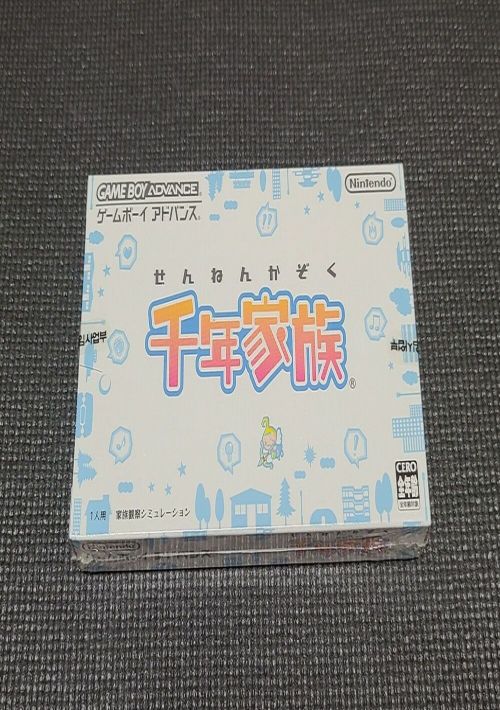 GAME BOY ADVANCE
ゲームボーイ アドバンス®
Nintendo®
せんねんかぞく
千年家族®
CERO
全年齢
1人用 家族観察シミュレーション
Nintendo